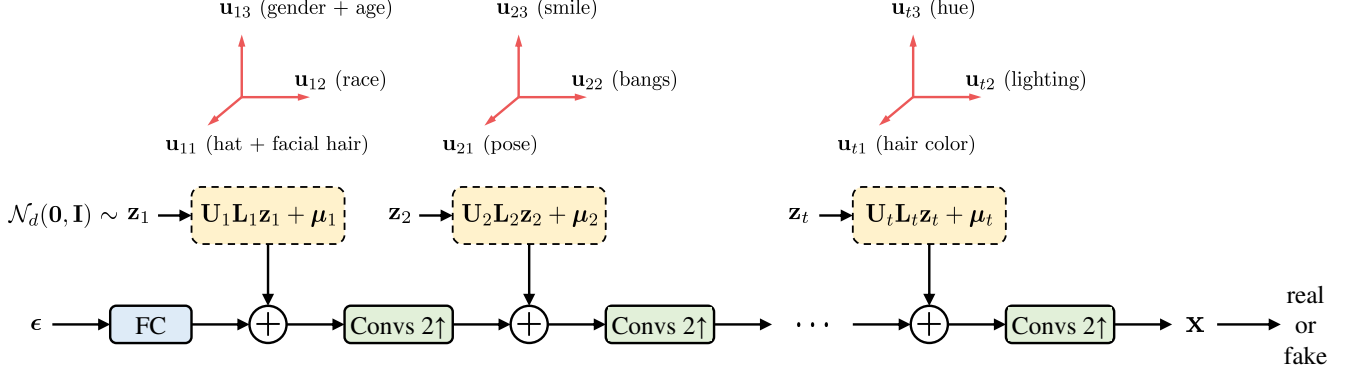 u₁₃ (gender + age)
u₂₃ (smile)
uₜ₃ (hue)
u₁₂ (race)
u₂₂ (bangs)
uₜ₂ (lighting)
u₁₁ (hat + facial hair)
u₂₁ (pose)
uₜ₁ (hair color)
𝒩_d(0, I) ∼ z₁
U₁L₁z₁ + μ₁
z₂
U₂L₂z₂ + μ₂
zₜ
UₜLₜzₜ + μₜ
ϵ
FC
+
Convs 2↑
+
Convs 2↑
···
+
Convs 2↑
x
real
or
fake